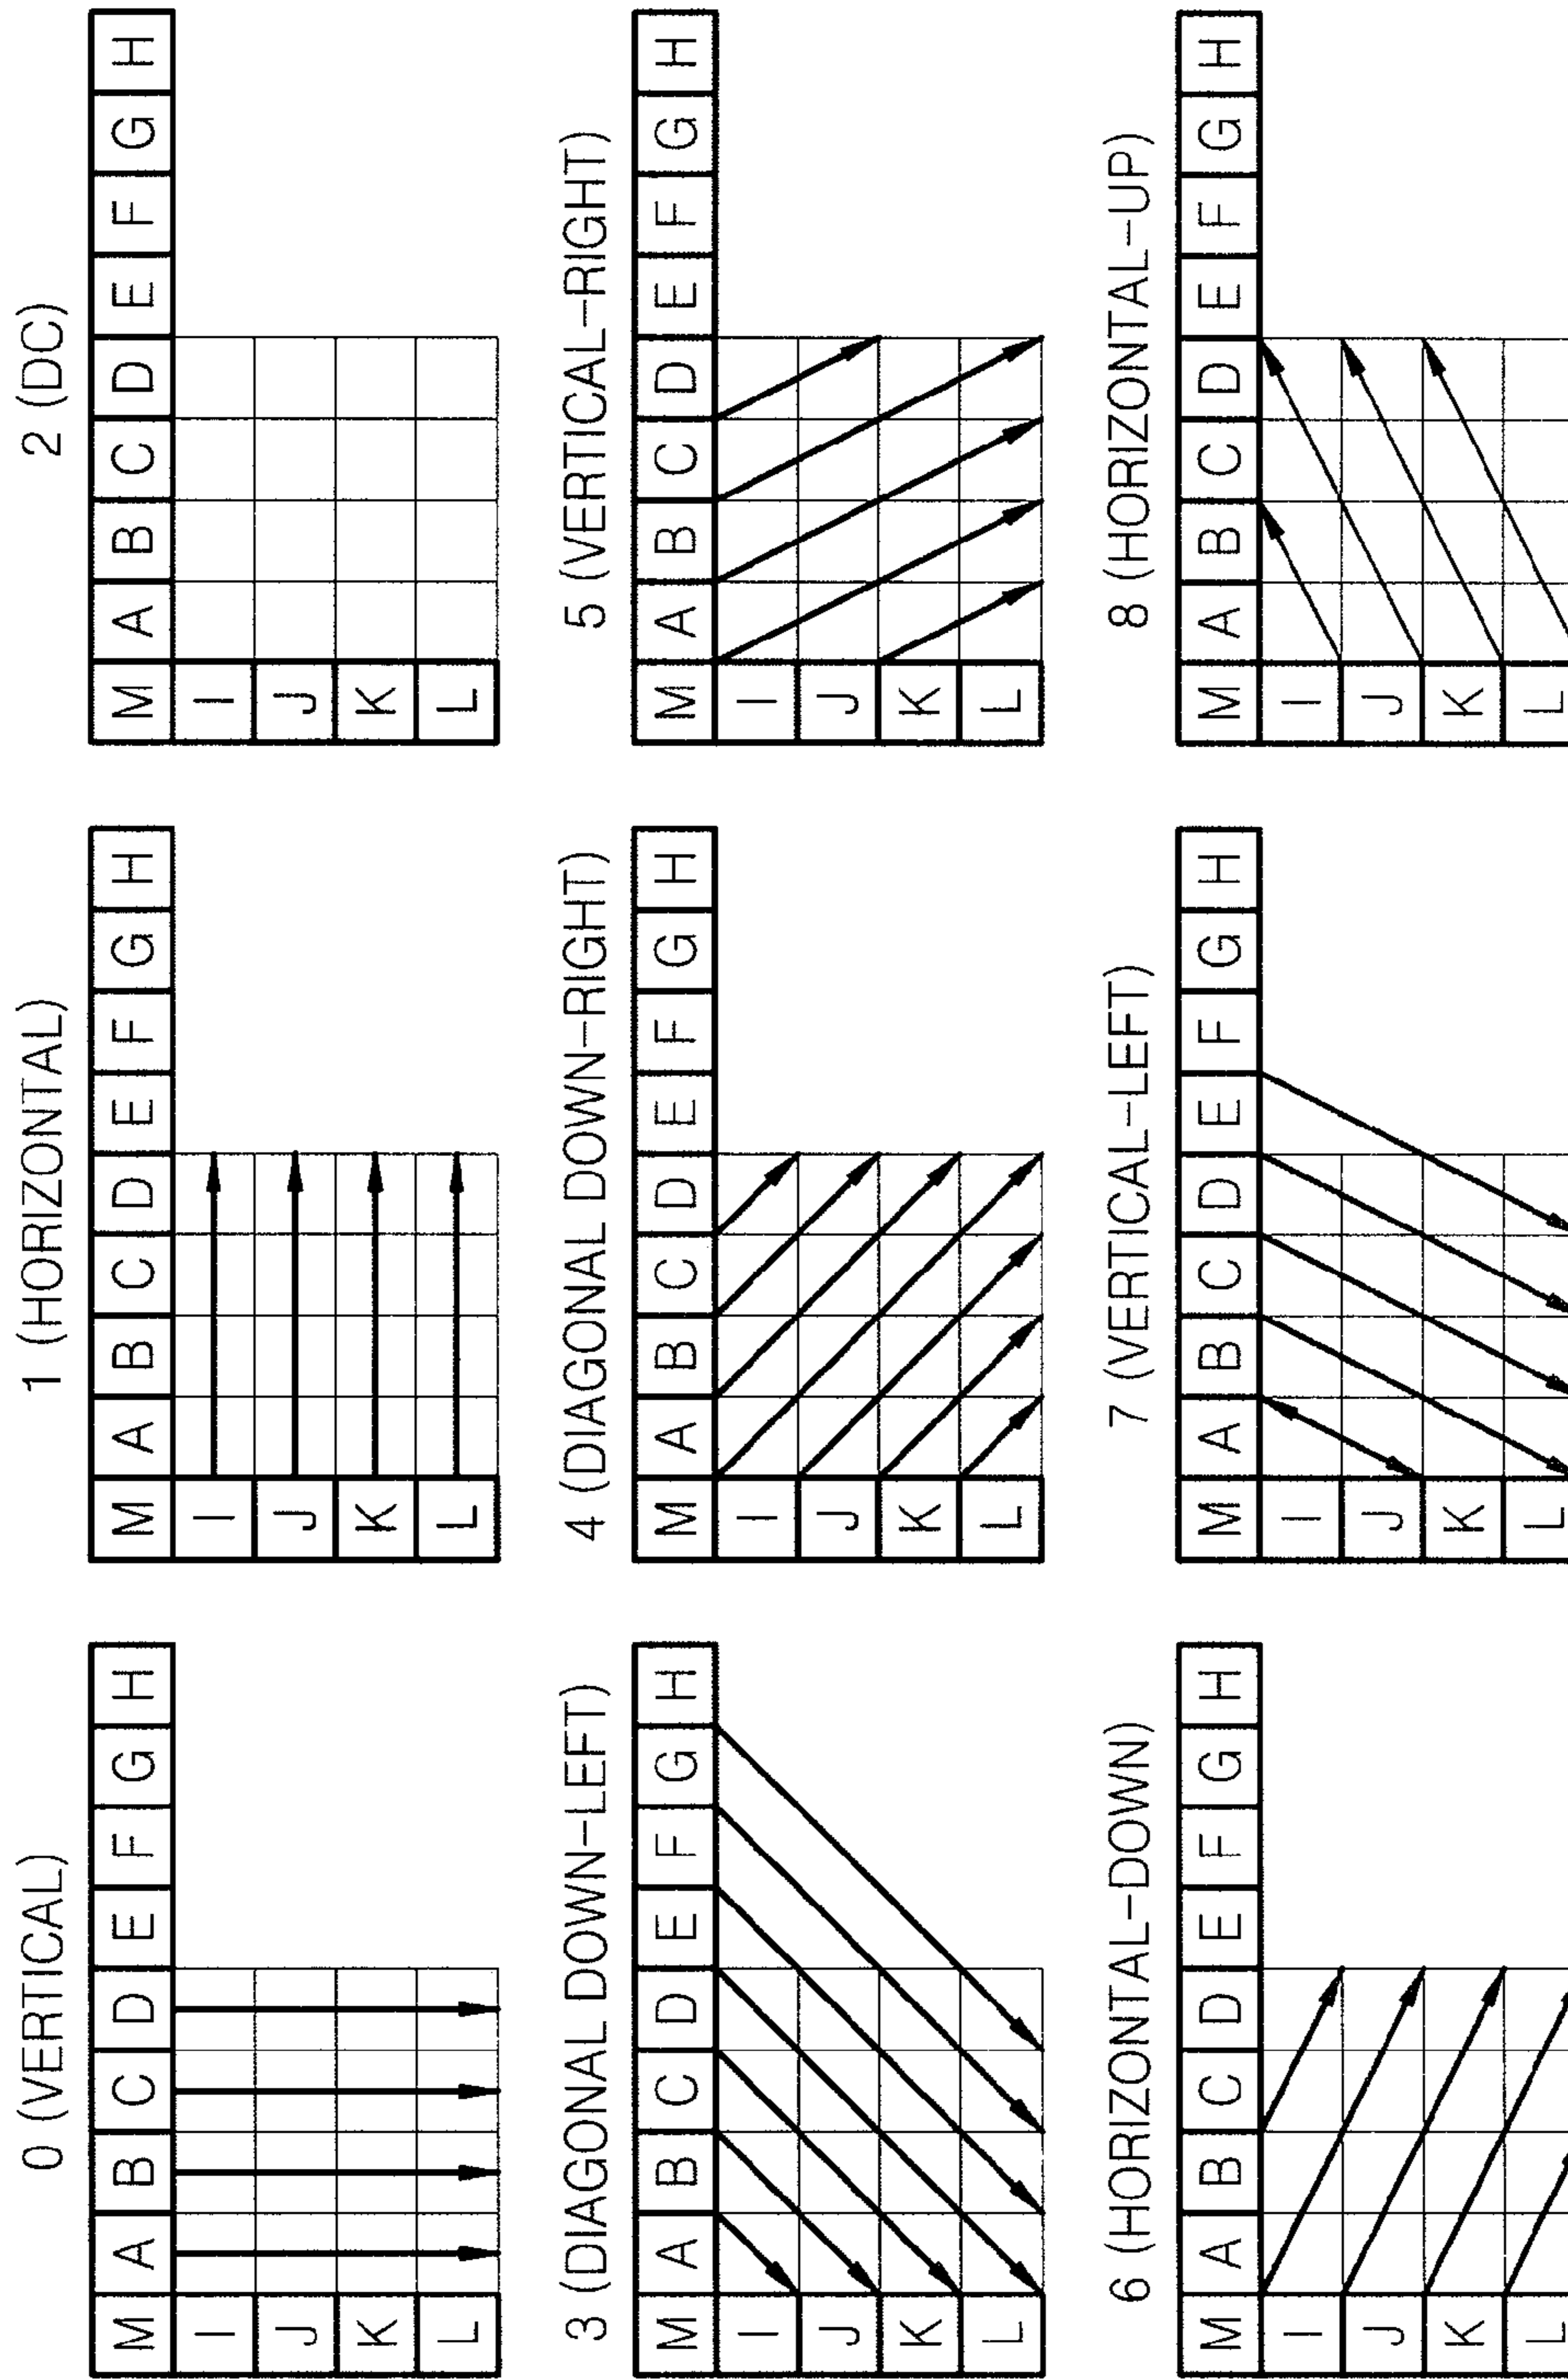 0 (VERTICAL)
M A B C D E F G H
I
J
K
L
1 (HORIZONTAL)
M A B C D E F G H
I
J
K
L
2 (DC)
M A B C D E F G H
I
J
K
L
3 (DIAGONAL DOWN-LEFT)
M A B C D E F G H
I
J
K
L
4 (DIAGONAL DOWN-RIGHT)
M A B C D E F G H
I
J
K
L
5 (VERTICAL-RIGHT)
M A B C D E F G H
I
J
K
L
6 (HORIZONTAL-DOWN)
M A B C D E F G H
I
J
K
L
7 (VERTICAL-LEFT)
M A B C D E F G H
I
J
K
L
8 (HORIZONTAL-UP)
M A B C D E F G H
I
J
K
L